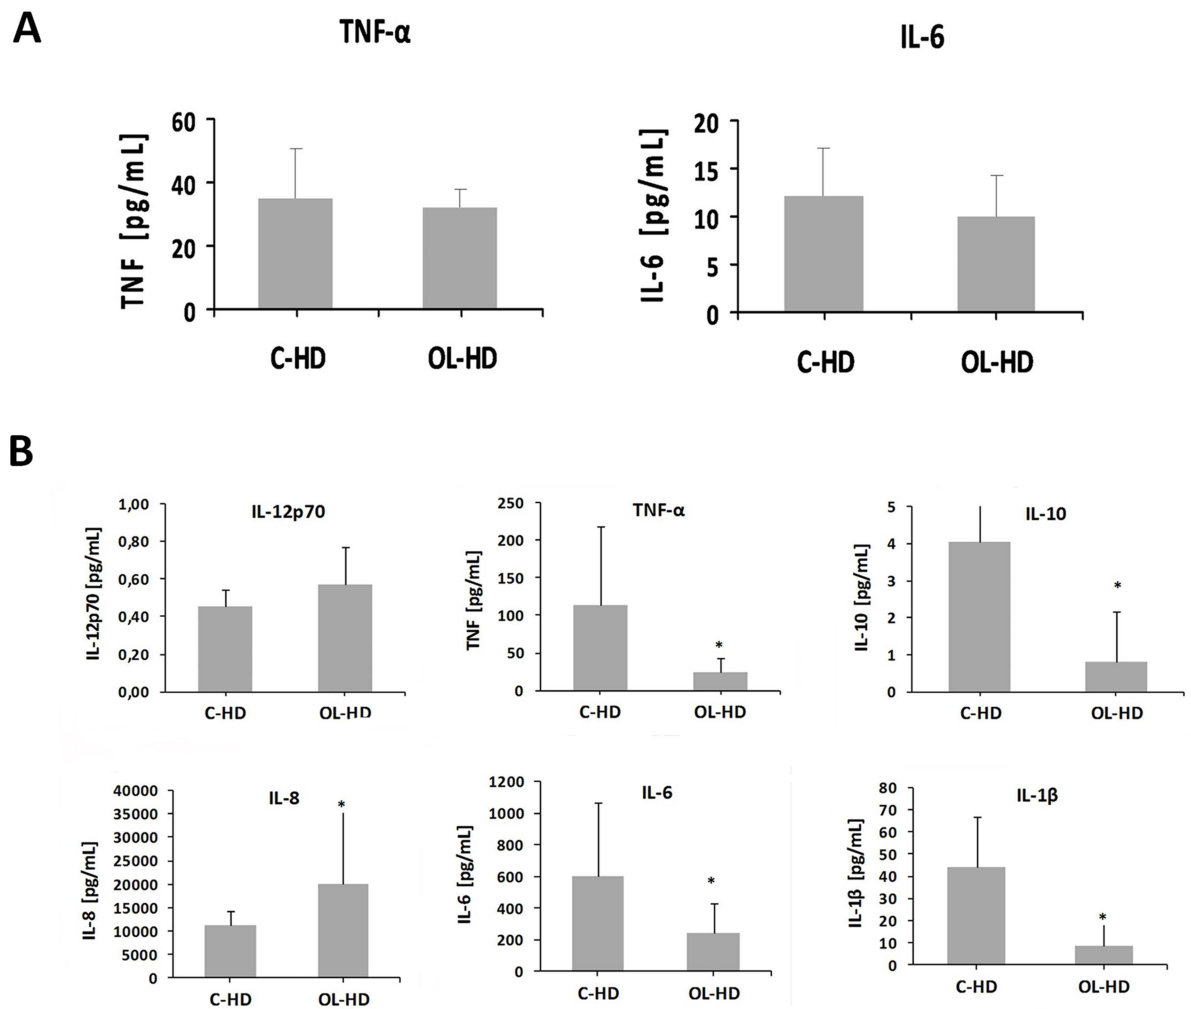 A
TNF-α
IL-6
TNF [pg/mL]
60
40
20
0
C-HD
OL-HD
IL-6 [pg/mL]
20
15
10
5
0
C-HD
OL-HD
B
IL-12p70
IL-12p70 [pg/mL]
1,00
0,80
0,60
0,40
0,20
0,00
C-HD
OL-HD
TNF-α
TNF [pg/mL]
250
200
150
100
50
0
*
C-HD
OL-HD
IL-10
IL-10 [pg/mL]
5
4
3
2
1
0
*
C-HD
OL-HD
IL-8
IL-8 [pg/mL]
40000
35000
30000
25000
20000
15000
10000
5000
0
*
C-HD
OL-HD
IL-6
IL-6 [pg/mL]
1200
1000
800
600
400
200
0
*
C-HD
OL-HD
IL-1β
IL-1β [pg/mL]
80
70
60
50
40
30
20
10
0
*
C-HD
OL-HD